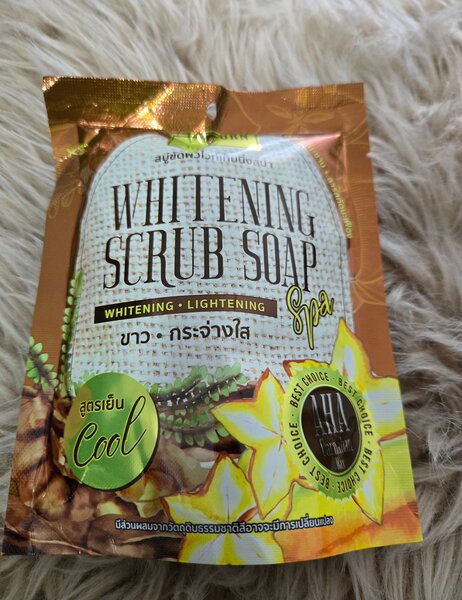 สบู่ขัดผิวไวท์เทนนิ่งสปา
WHITENING
SCRUB SOAP
Spa
WHITENING • LIGHTENING
ขาว • กระจ่างใส
สูตรเย็น
Cool
BEST CHOICE • BEST CHOICE • BEST CHOICE • BEST CHOICE
AHA
มีส่วนผสมจากวัตถุดิบธรรมชาติสีอาจจะมีการเปลี่ยนแปลง